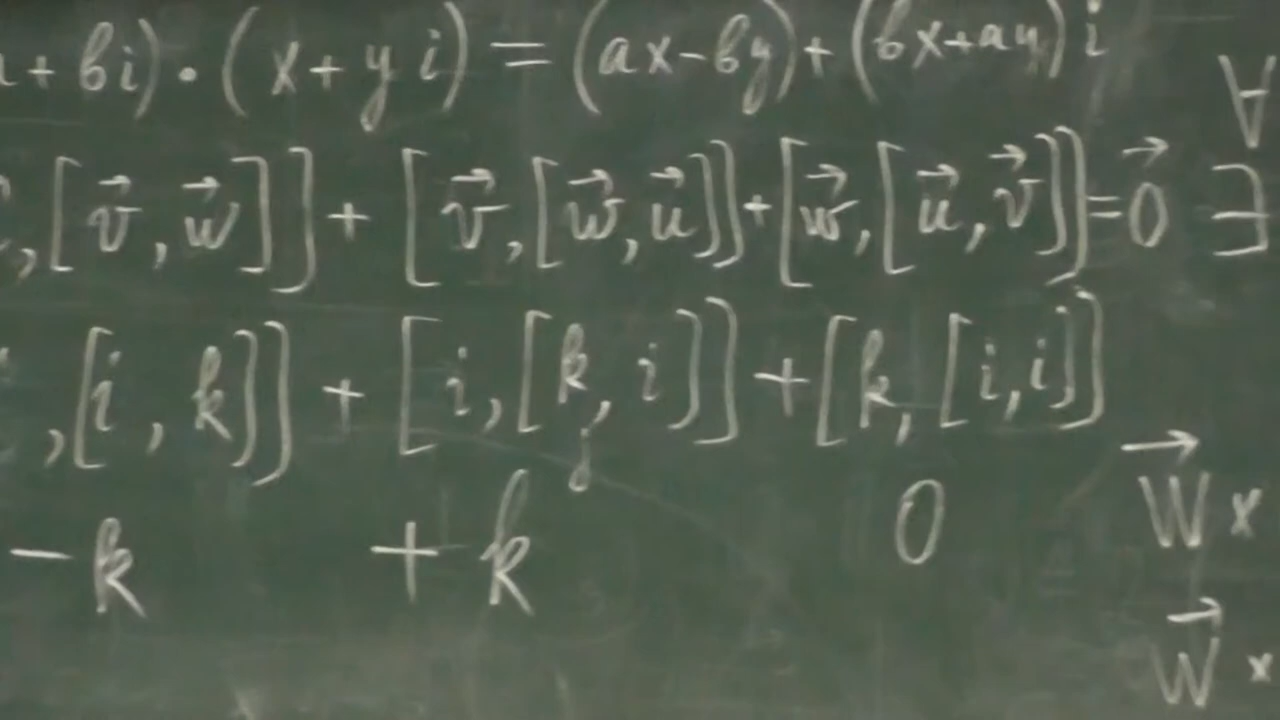 a + bi) · (x + y i) = (ax - by) + (bx + ay) i
∀
, [v⃗, w⃗]] + [v⃗, [w⃗, u⃗]] + [w⃗, [u⃗, v⃗]] = 0⃗
∃
, [i, k]] + [i, [k, i]] + [k, [i, i]]
j
- k + k 0
W⃗ x
W⃗ x